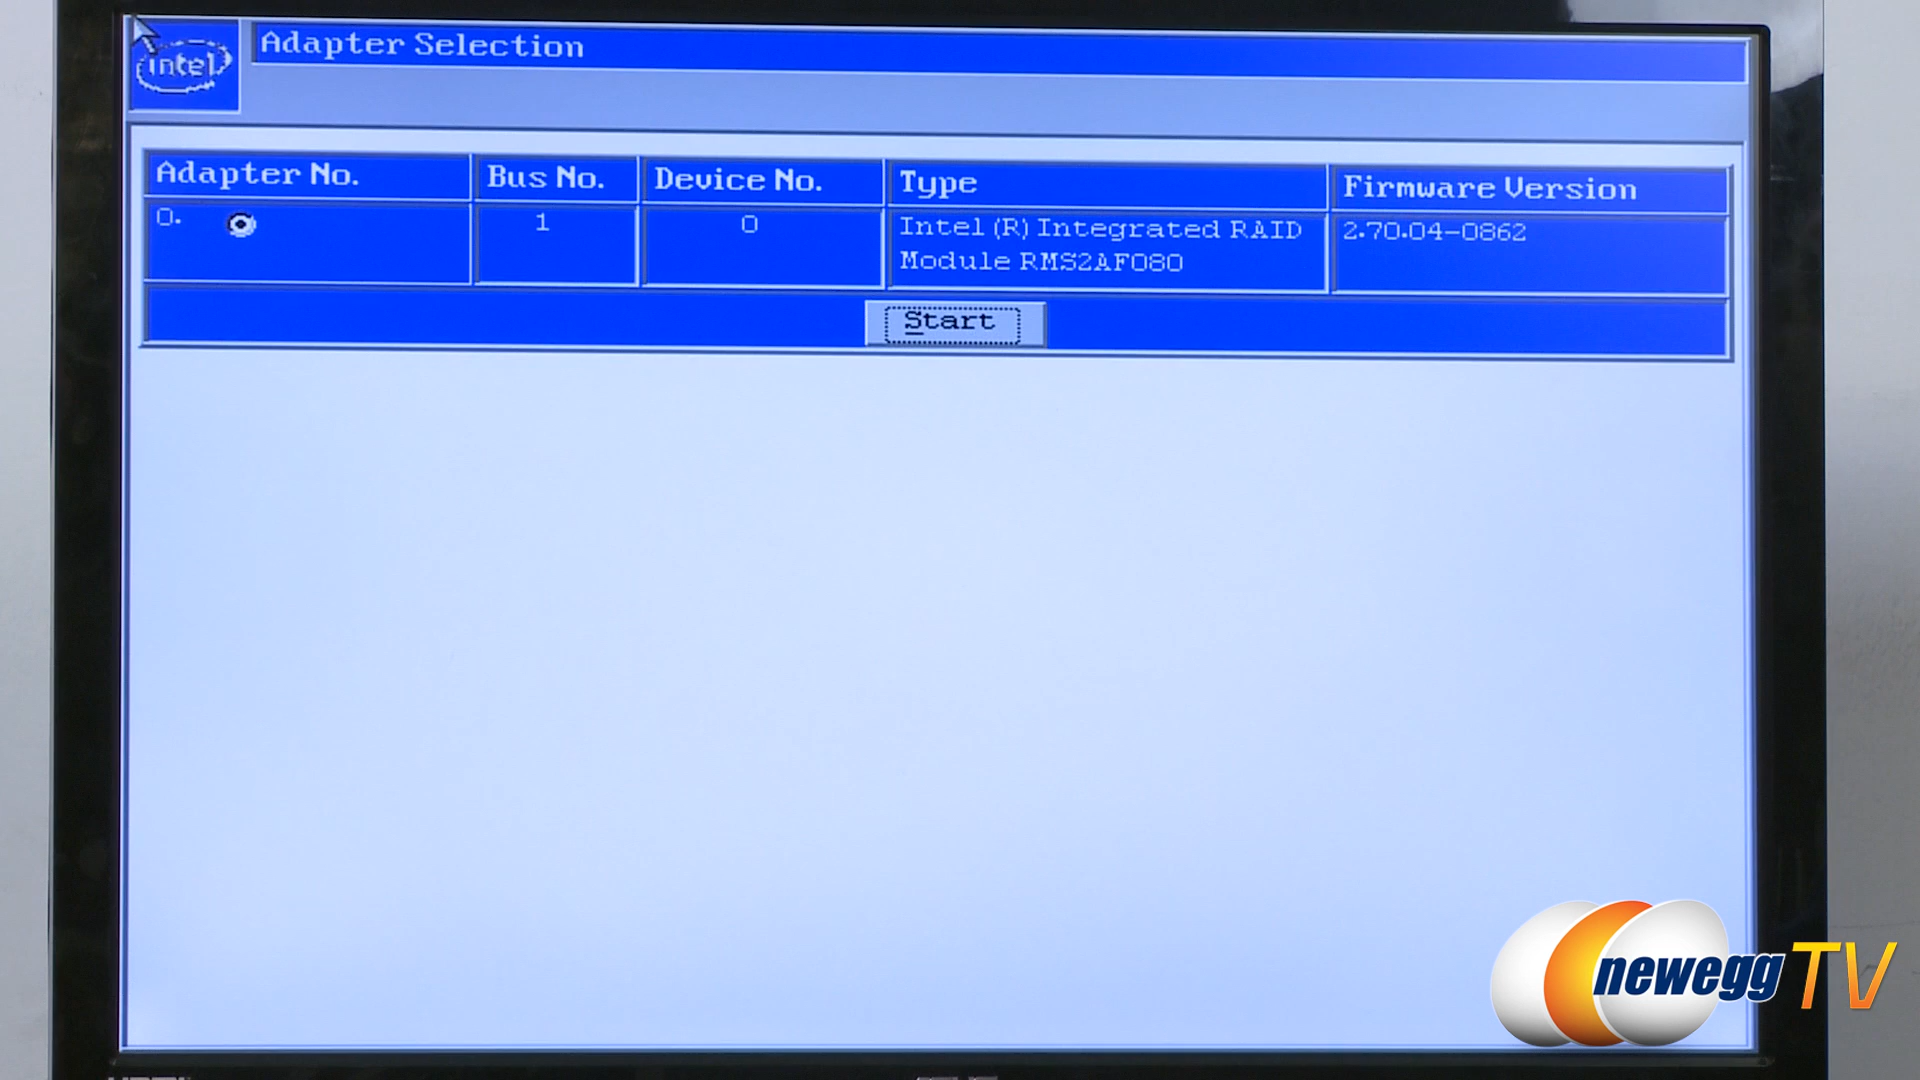 intel
Adapter Selection
Adapter No. Bus No. Device No. Type Firmware Version
0. 1 0 Intel(R) Integrated RAID 2.70.04-0862
Module RMS2AF080
Start
newegg TV